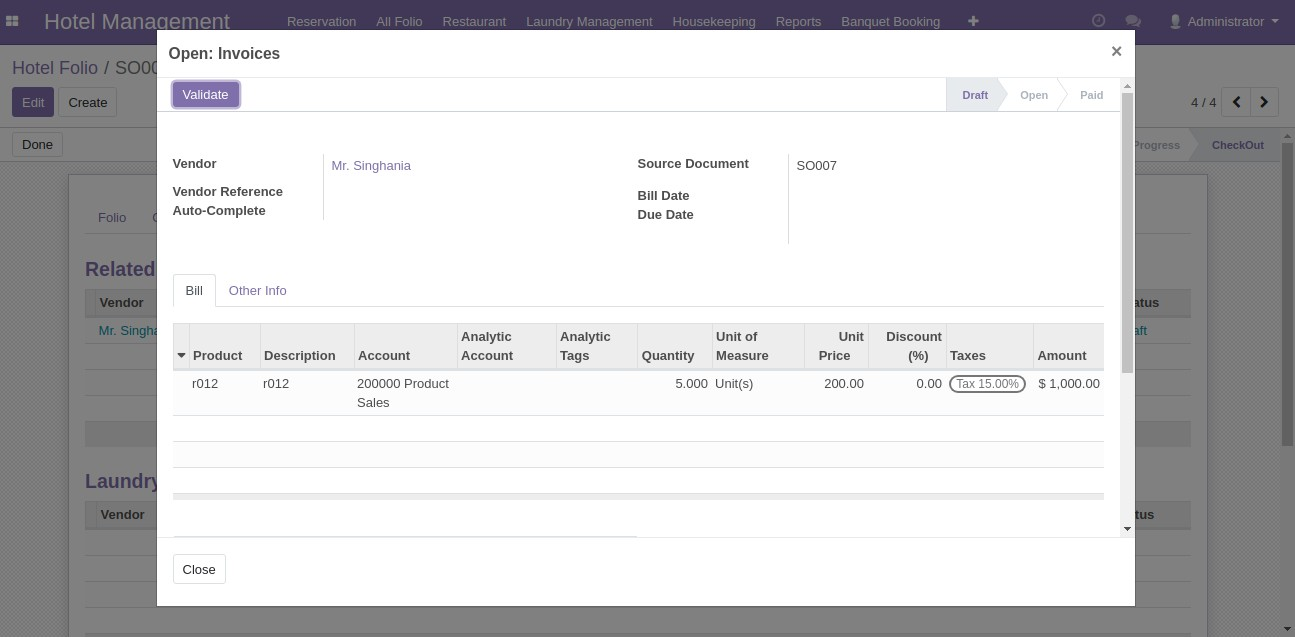 Hotel Management Reservation All Folio Restaurant Laundry Management Housekeeping Reports Banquet Booking Administrator
Open: Invoices ×
Hotel Folio / SO00
Validate Draft Open Paid
Edit Create 4 / 4
Done Progress CheckOut
Vendor Mr. Singhania Source Document SO007
Vendor Reference Bill Date
Auto-Complete Due Date
Folio
Related
Bill Other Info
Vendor
Mr. Singha
Product Description Account Analytic Account Analytic Tags Quantity Unit of Measure Unit Price Discount (%) Taxes Amount
r012 r012 200000 Product 5.000 Unit(s) 200.00 0.00 Tax 15.00% $ 1,000.00
Sales
Laundry
Vendor
Close